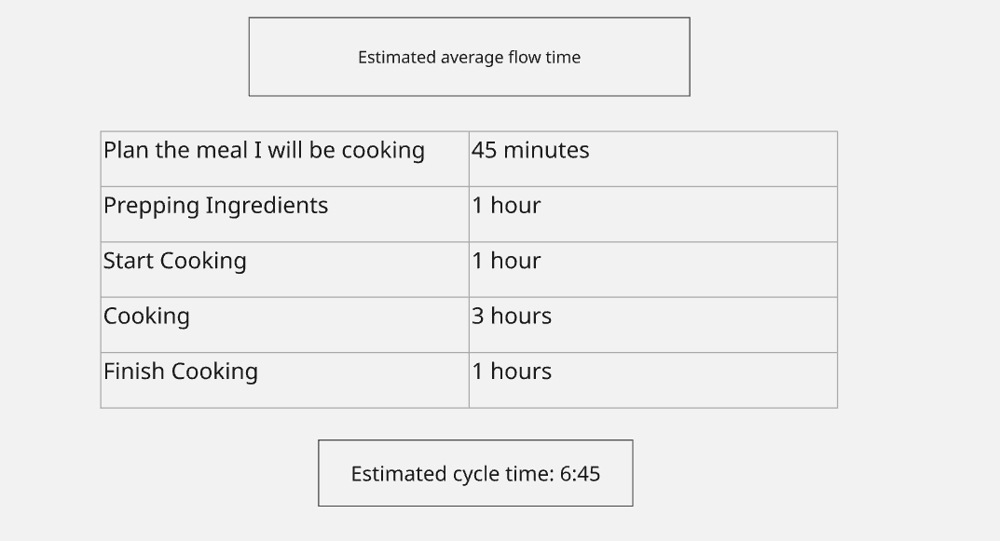 Estimated average flow time
Plan the meal I will be cooking 45 minutes
Prepping Ingredients 1 hour
Start Cooking 1 hour
Cooking 3 hours
Finish Cooking 1 hours
Estimated cycle time: 6:45